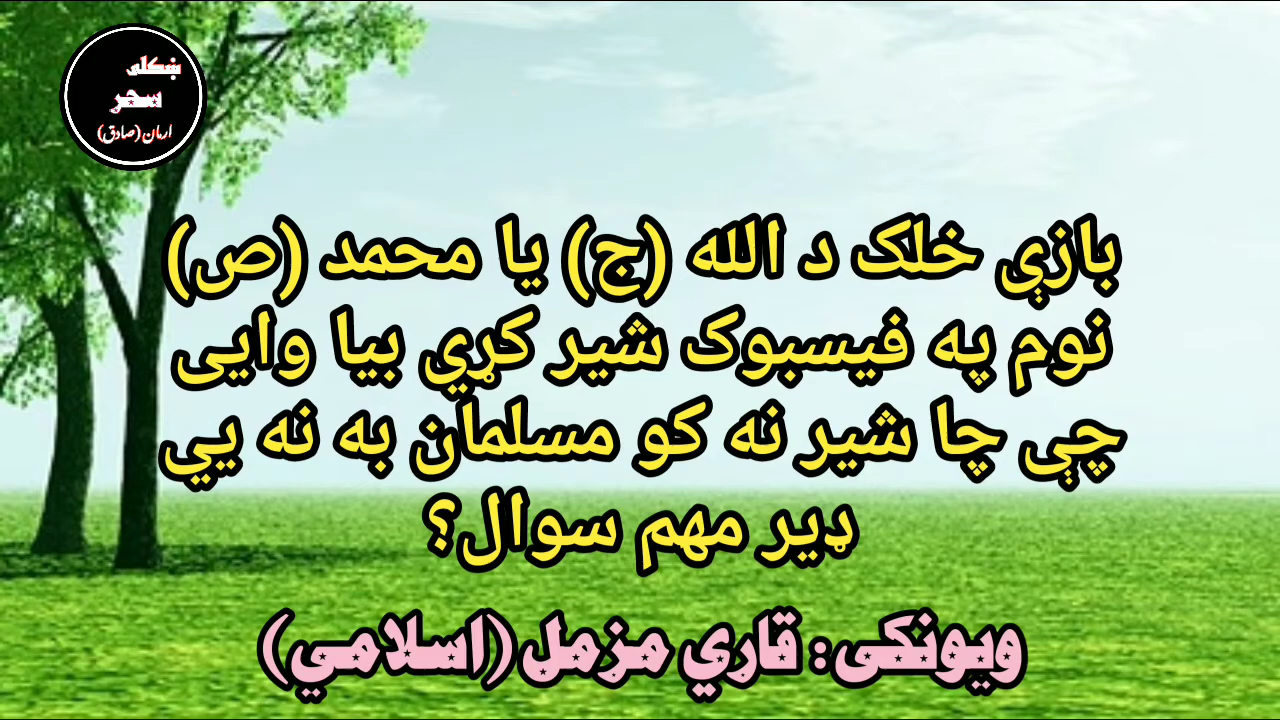 ښکلی
سحر
ارمان (صادق)
بازې خلک د الله (ج) یا محمد (ص)
نوم په فیسبوک شیر کړي بیا وایی
چې چا شیر نه کو مسلمان به نه یي
ډیر مهم سوال؟
ویونکی: قاري مزمل (اسلامي)